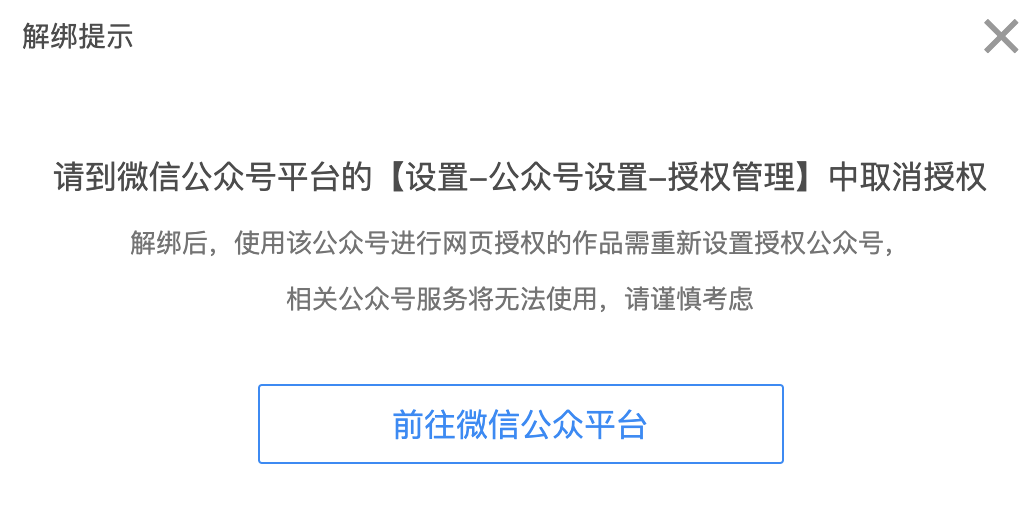 解绑提示
请到微信公众号平台的【设置-公众号设置-授权管理】中取消授权
解绑后，使用该公众号进行网页授权的作品需重新设置授权公众号，
相关公众号服务将无法使用，请谨慎考虑
前往微信公众平台